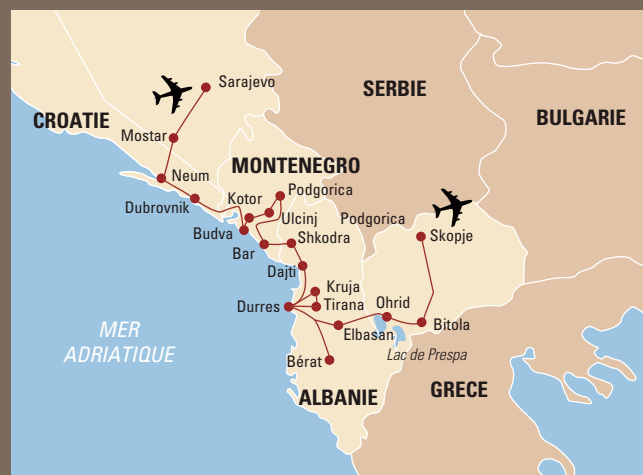 Sarajevo
SERBIE
CROATIE
BULGARIE
Mostar
MONTENEGRO
Neum
Podgorica
Kotor
Dubrovnik
Ulcinj
Podgorica
Budva
Shkodra
Skopje
Bar
Dajti
Kruja
Durres
Tirana
Ohrid
Bitola
MER
ADRIATIQUE
Elbasan
Lac de Prespa
Bérat
ALBANIE
GRECE